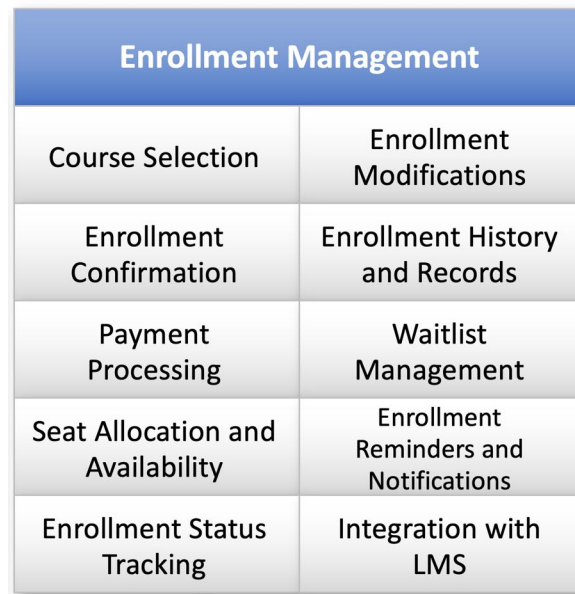 Enrollment Management
Course Selection
Enrollment
Modifications
Enrollment
Confirmation
Enrollment History
and Records
Payment
Processing
Waitlist
Management
Seat Allocation and
Availability
Enrollment
Reminders and
Notifications
Enrollment Status
Tracking
Integration with
LMS